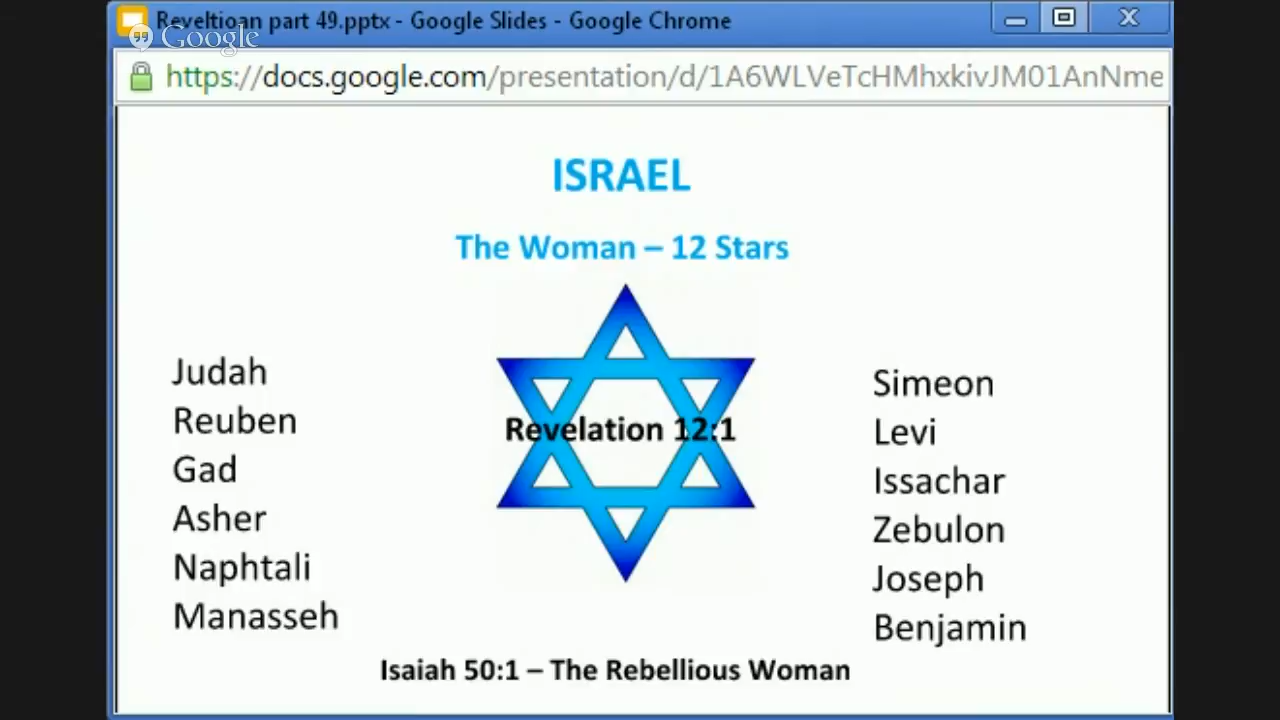 Reveltioan part 49.pptx - Google Slides - Google Chrome
Google
https://docs.google.com/presentation/d/1A6WLVeTcHMhxkivJM01AnNme
ISRAEL
The Woman – 12 Stars
Judah
Reuben
Gad
Asher
Naphtali
Manasseh
Revelation 12:1
Simeon
Levi
Issachar
Zebulon
Joseph
Benjamin
Isaiah 50:1 – The Rebellious Woman